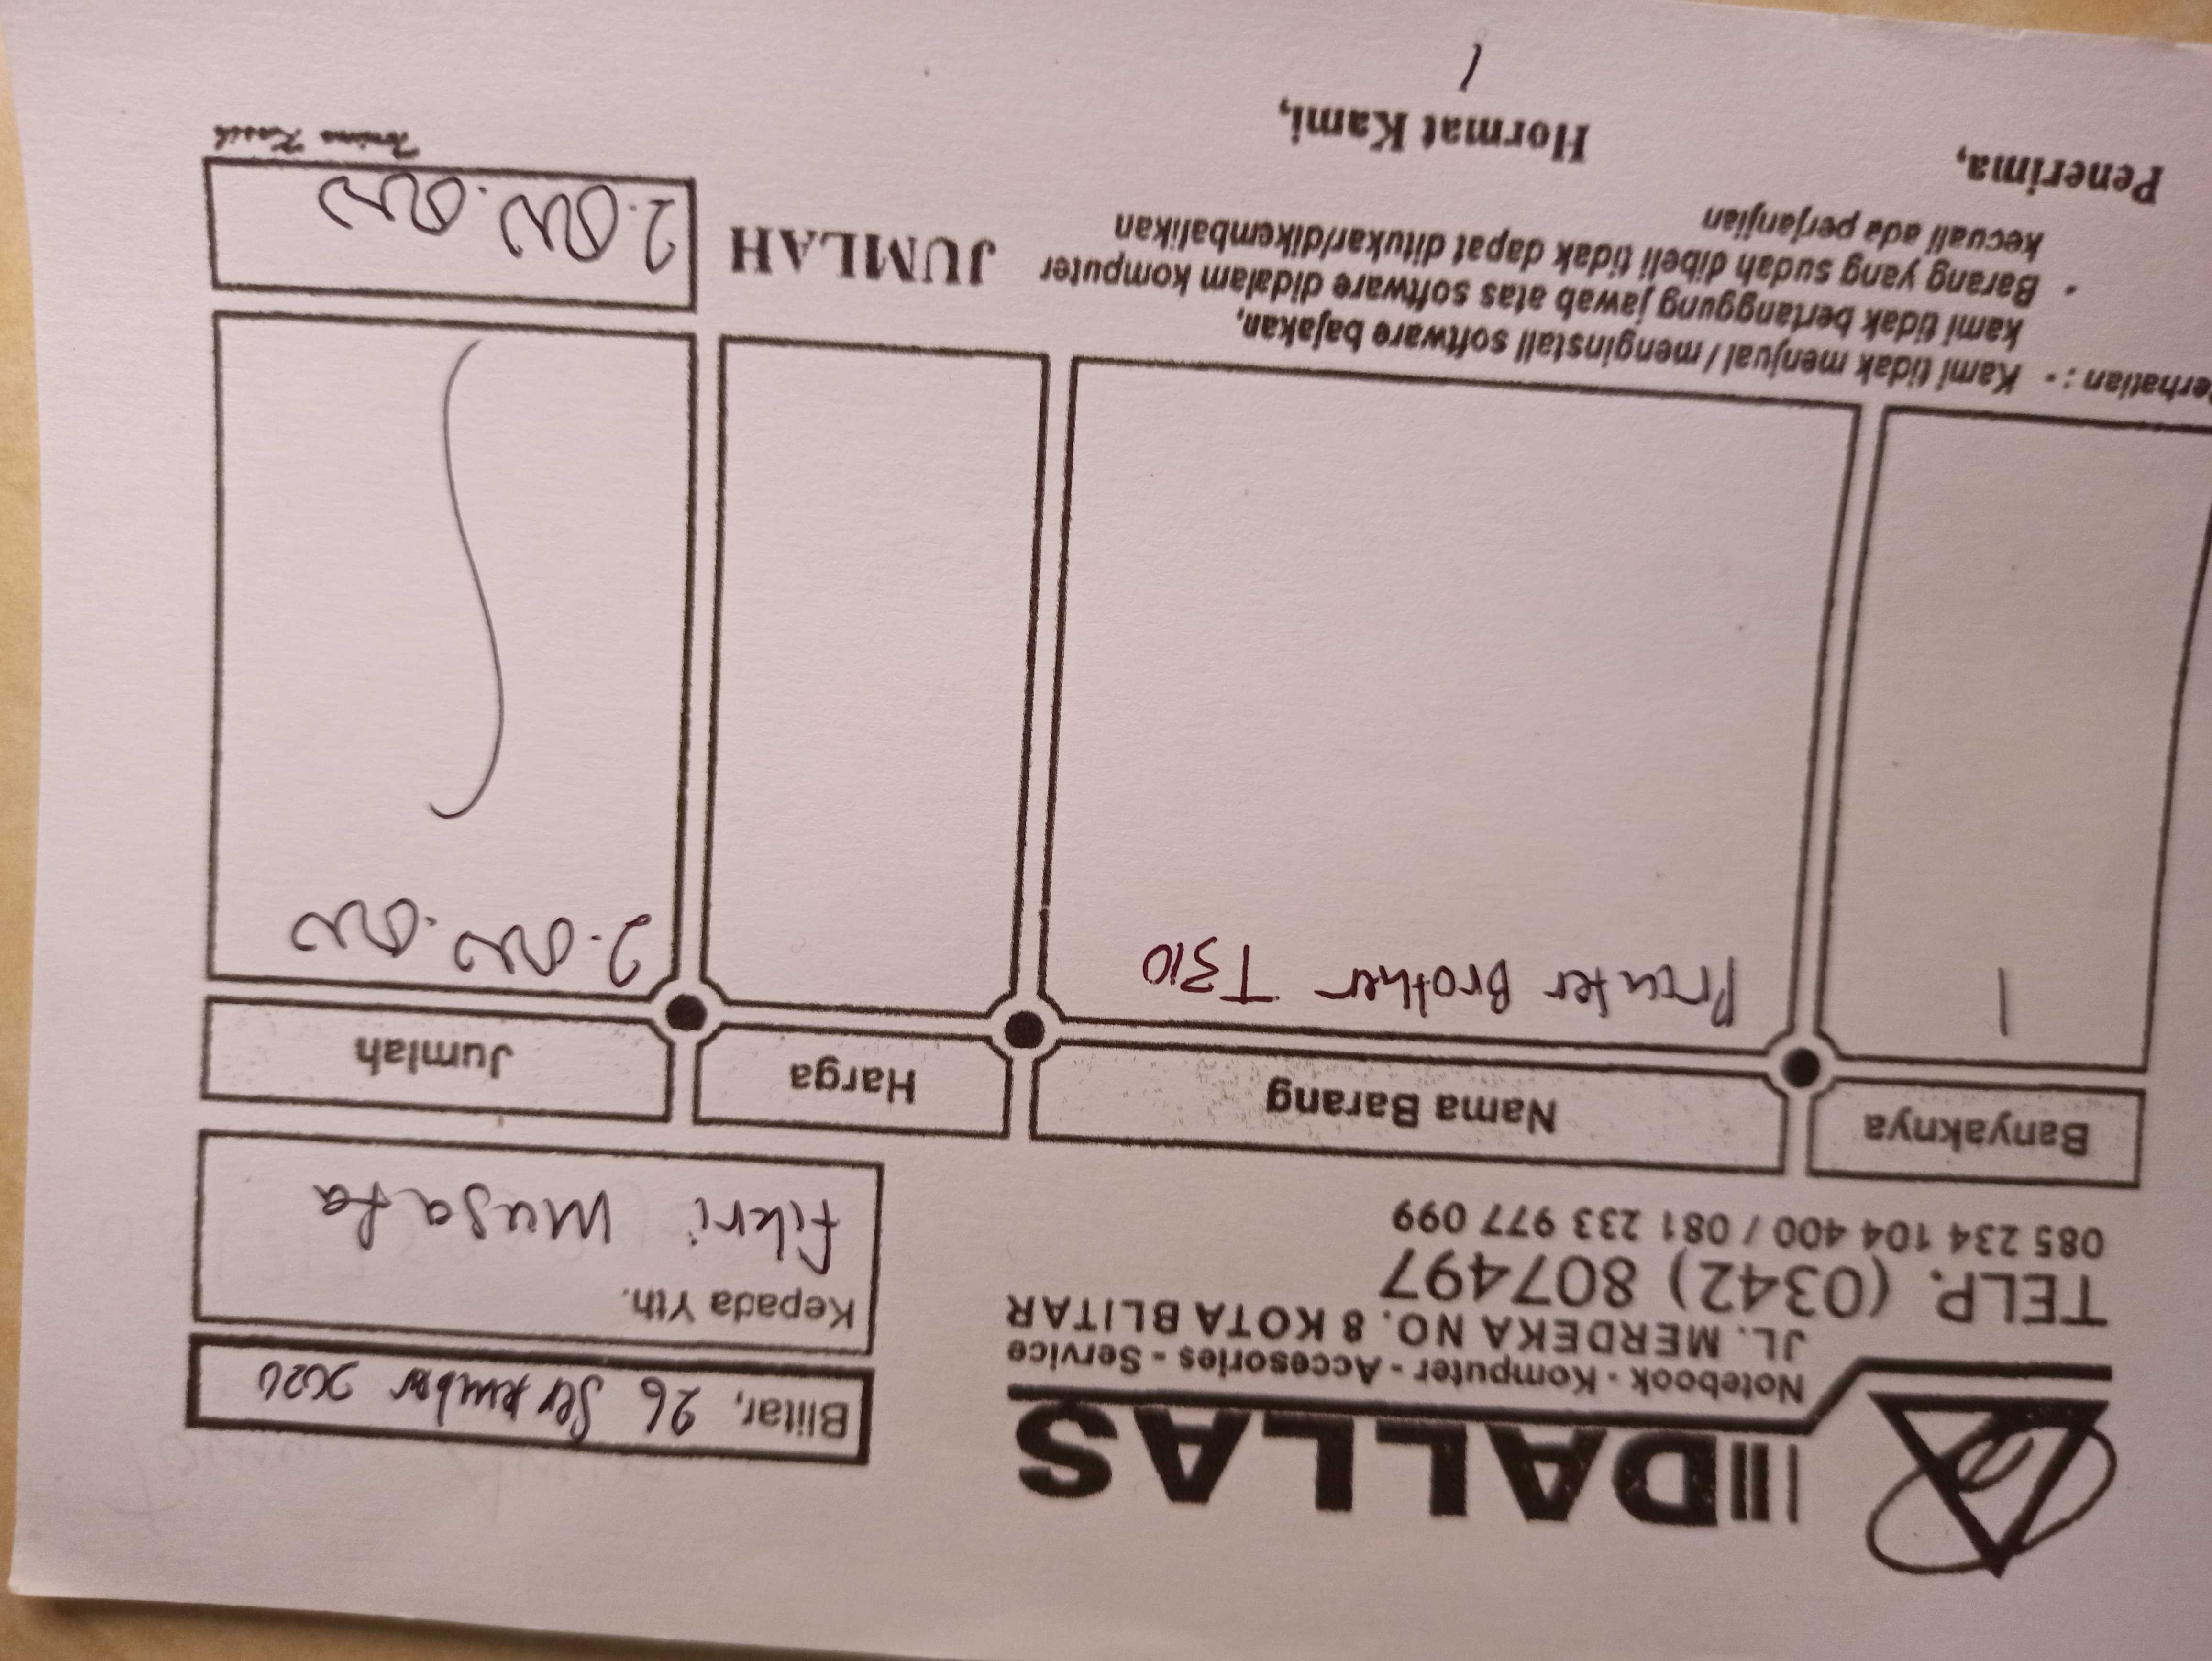 DALLAS
Notebook - Komputer - Accesories - Service
JL. MERDEKA NO. 8 KOTA BLITAR
TELP. (0342) 807497
085 234 104 400 / 081 233 977 099
Blitar, 26 September 2020
Kepada Yth.
Fikri Musafa
Banyaknya Nama Barang Harga Jumlah
1 Printer Brother T310 2.000.000
erhatian : - Kami tidak menjual / menginstall software bajakan,
kami tidak bertanggung jawab atas software didalam komputer
- Barang yang sudah dibeli tidak dapat ditukar/dikembalikan
kecuali ada perjanjian
JUMLAH 2.000.000
Terima Kasih
Penerima, Hormat Kami,